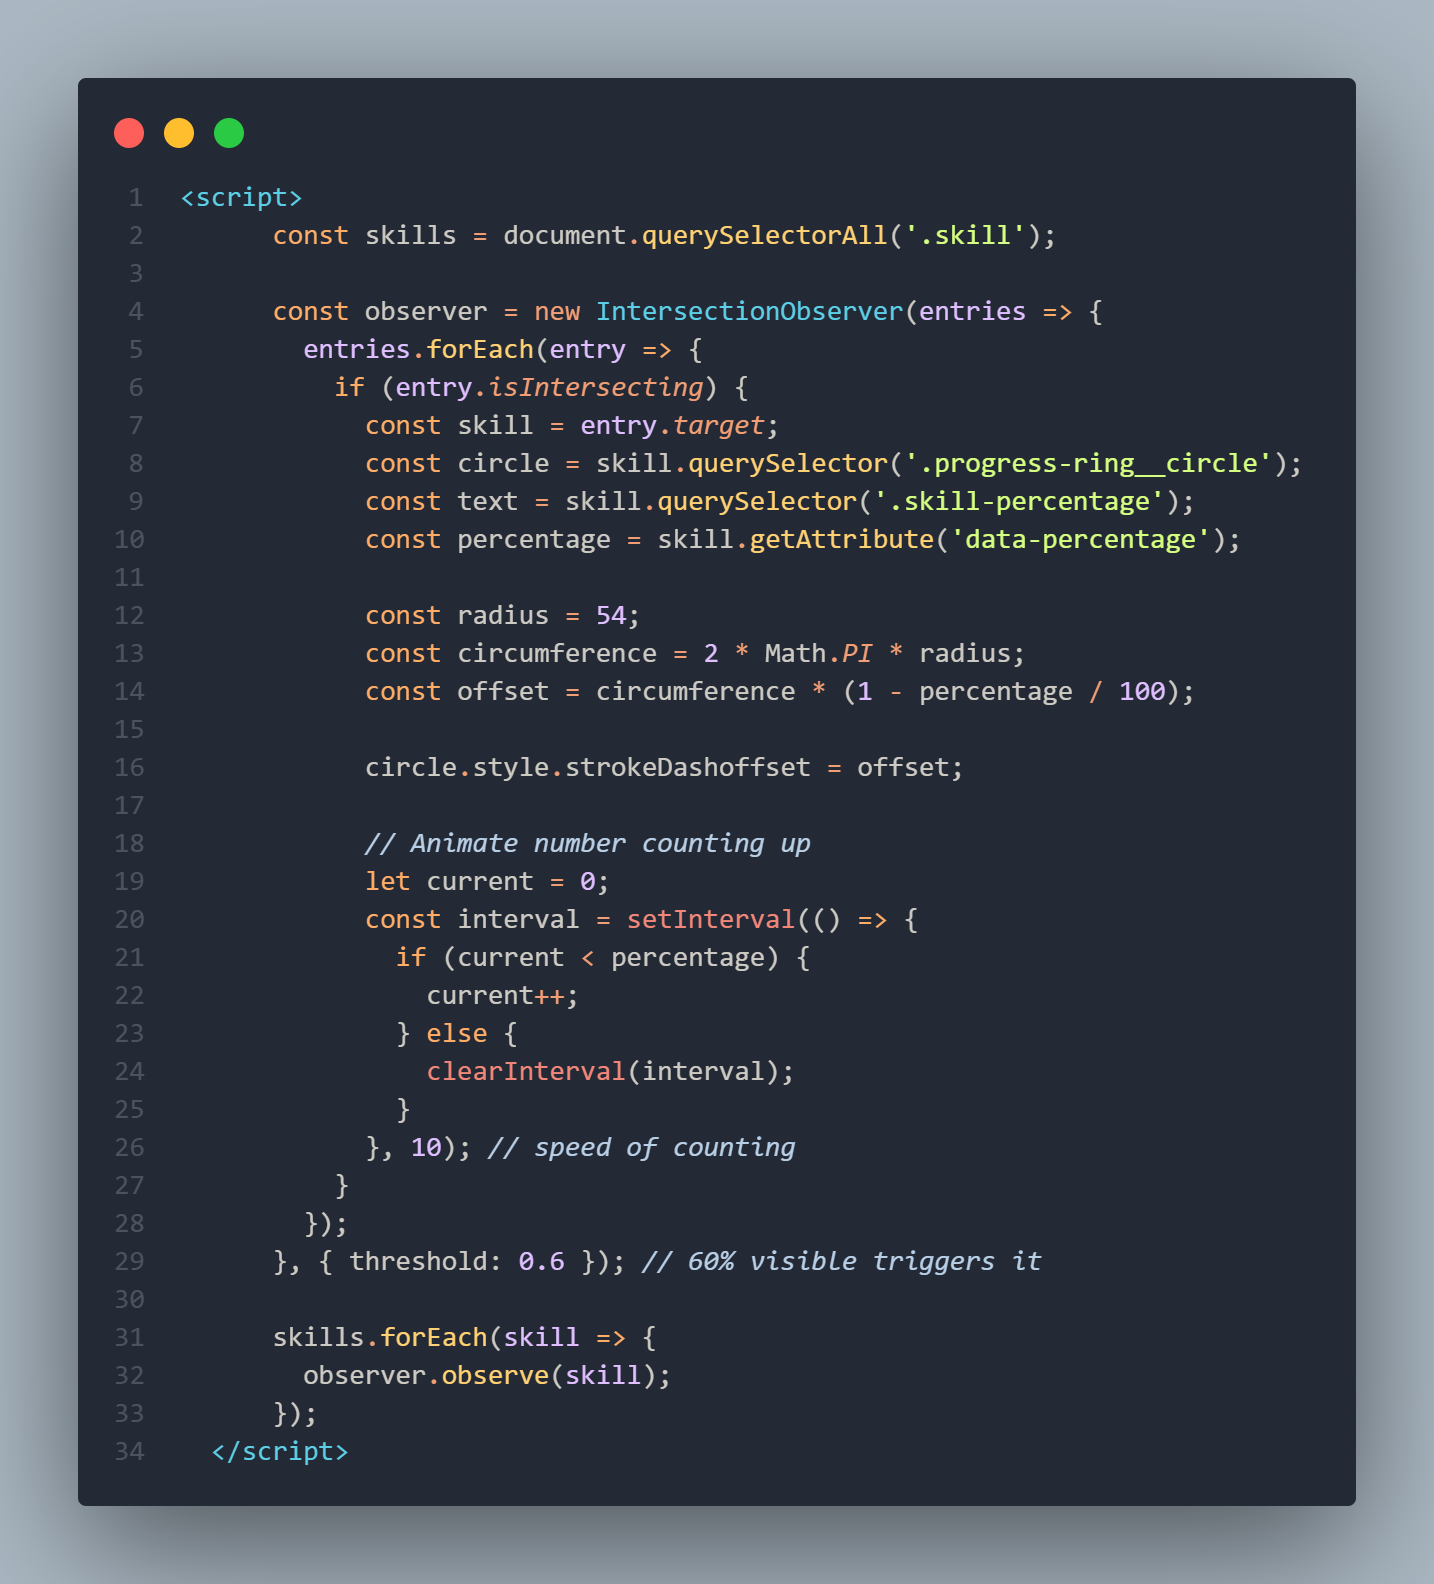 1 <script>
2       const skills = document.querySelectorAll('.skill');
3
4       const observer = new IntersectionObserver(entries => {
5         entries.forEach(entry => {
6           if (entry.isIntersecting) {
7             const skill = entry.target;
8             const circle = skill.querySelector('.progress-ring__circle');
9             const text = skill.querySelector('.skill-percentage');
10             const percentage = skill.getAttribute('data-percentage');
11
12             const radius = 54;
13             const circumference = 2 * Math.PI * radius;
14             const offset = circumference * (1 - percentage / 100);
15
16             circle.style.strokeDashoffset = offset;
17
18             // Animate number counting up
19             let current = 0;
20             const interval = setInterval(() => {
21               if (current < percentage) {
22                 current++;
23               } else {
24                 clearInterval(interval);
25               }
26             }, 10); // speed of counting
27           }
28         });
29       }, { threshold: 0.6 }); // 60% visible triggers it
30
31       skills.forEach(skill => {
32         observer.observe(skill);
33       });
34   </script>